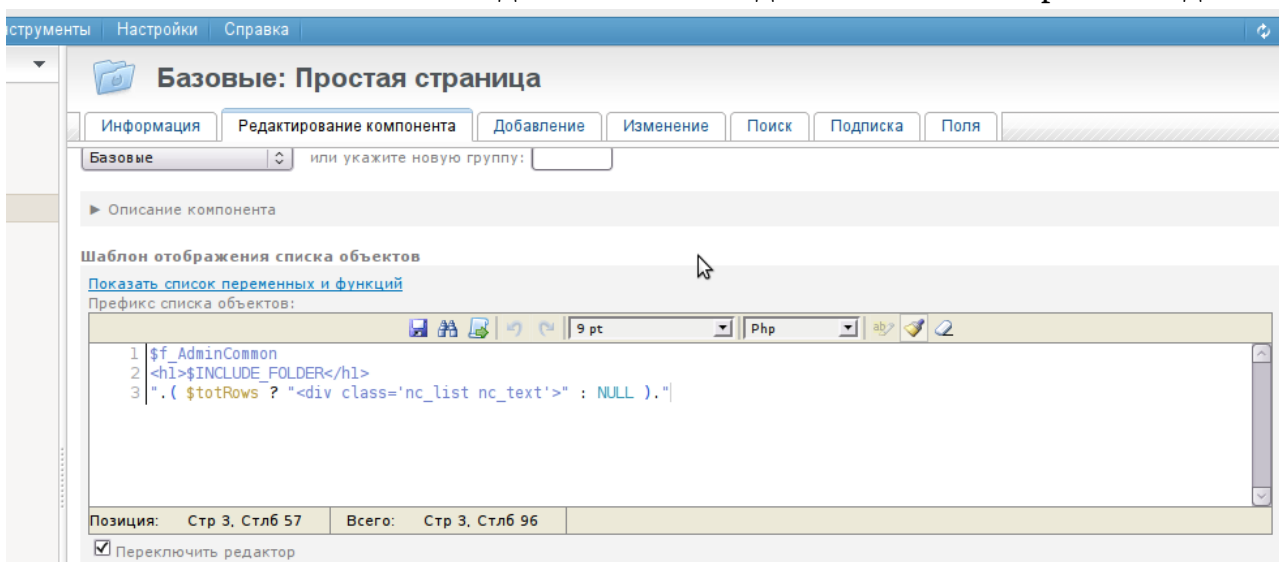 нструменты Настройки Справка
Базовые: Простая страница
Информация Редактирование компонента Добавление Изменение Поиск Подписка Поля
Базовые или укажите новую группу:
► Описание компонента
Шаблон отображения списка объектов
Показать список переменных и функций
Префикс списка объектов:
9 pt Php
1 $f_AdminCommon
2 <h1>$INCLUDE_FOLDER</h1>
3 ".( $totRows ? "<div class='nc_list nc_text'>" : NULL )."
Позиция: Стр 3, Стлб 57 Всего: Стр 3, Стлб 96
Переключить редактор